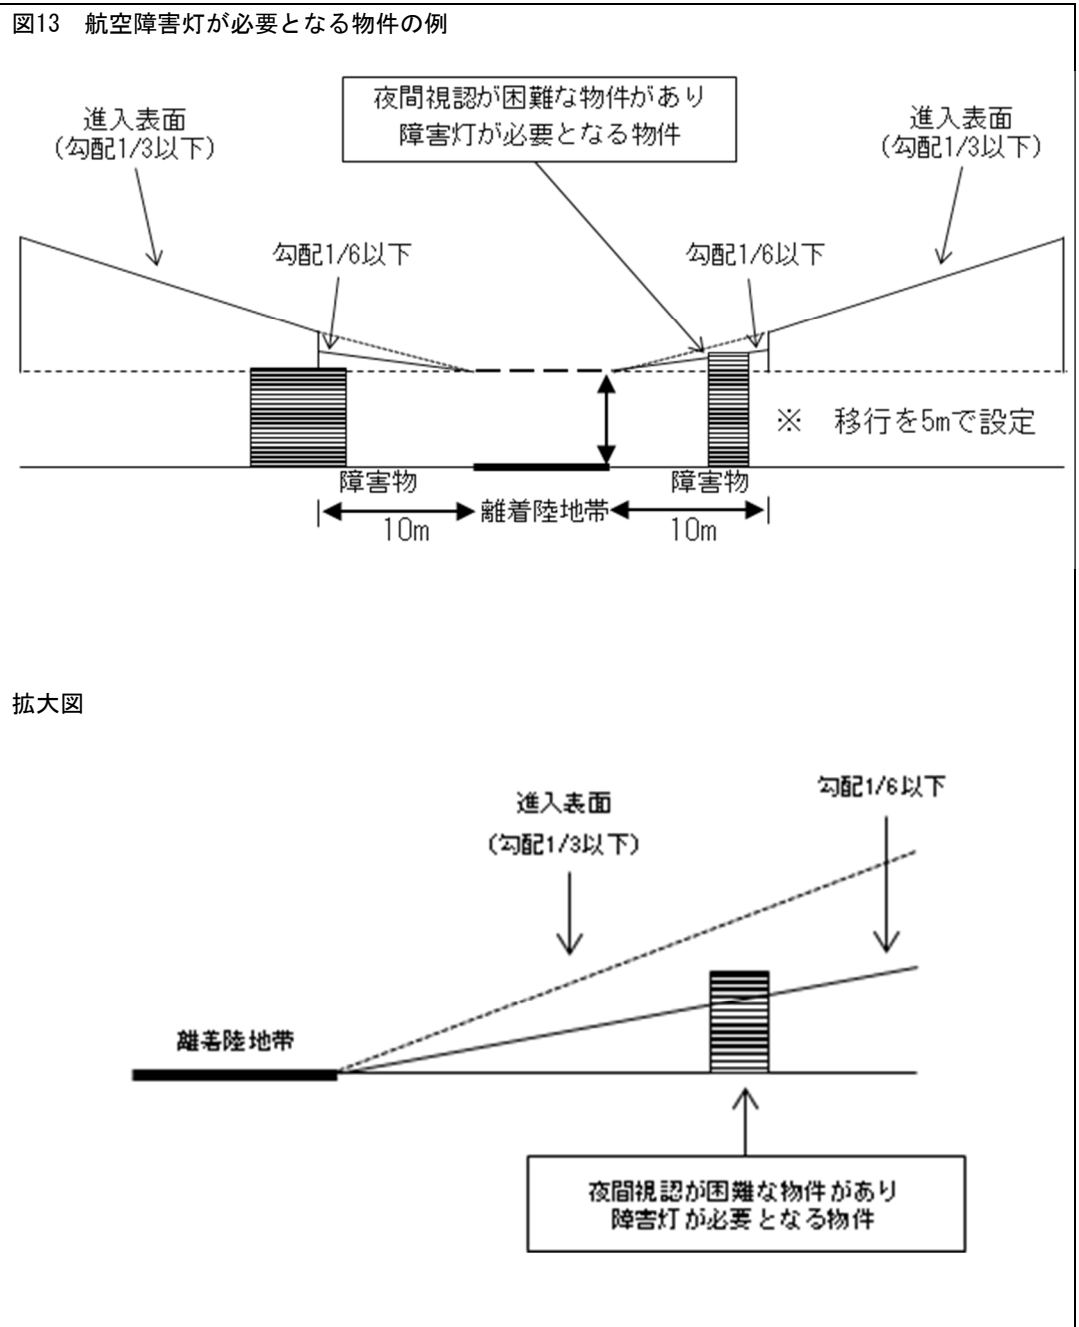 図13　航空障害灯が必要となる物件の例
夜間視認が困難な物件があり
障害灯が必要となる物件
進入表面
(勾配1/3以下)
進入表面
(勾配1/3以下)
勾配1/6以下
勾配1/6以下
※　移行を5mで設定
障害物
障害物
離着陸地帯
10m
10m
拡大図
勾配1/6以下
進入表面
(勾配1/3以下)
離着陸地帯
夜間視認が困難な物件があり
障害灯が必要となる物件